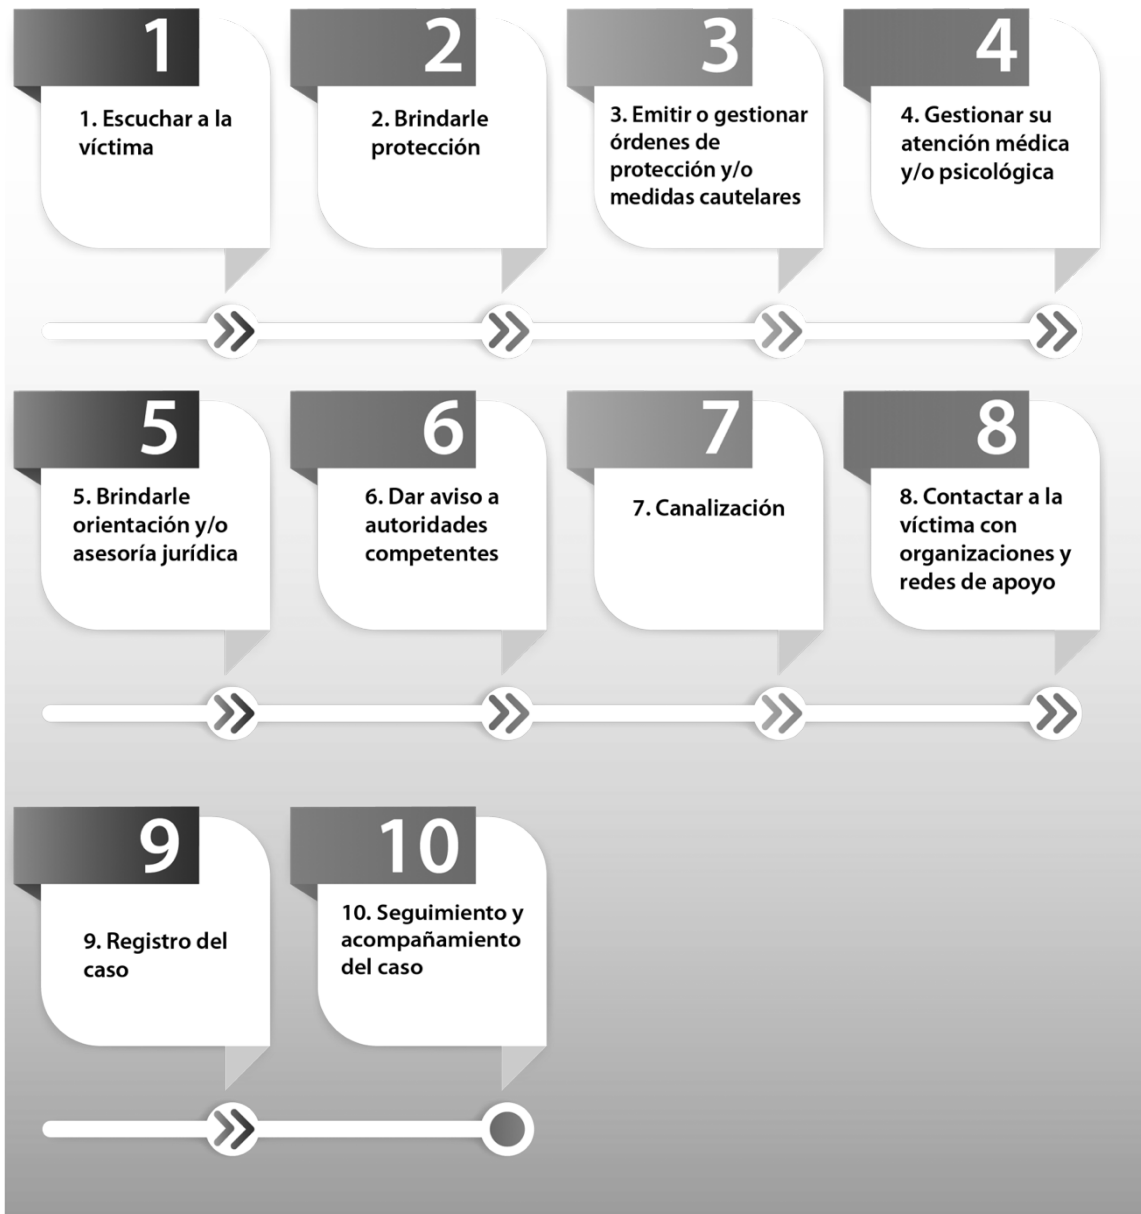 1
1. Escuchar a la
víctima
2
2. Brindarle
protección
3
3. Emitir o gestionar
órdenes de
protección y/o
medidas cautelares
4
4. Gestionar su
atención médica
y/o psicológica
5
5. Brindarle
orientación y/o
asesoría jurídica
6
6. Dar aviso a
autoridades
competentes
7
7. Canalización
8
8. Contactar a la
víctima con
organizaciones y
redes de apoyo
9
9. Registro del
caso
10
10. Seguimiento y
acompañamiento
del caso